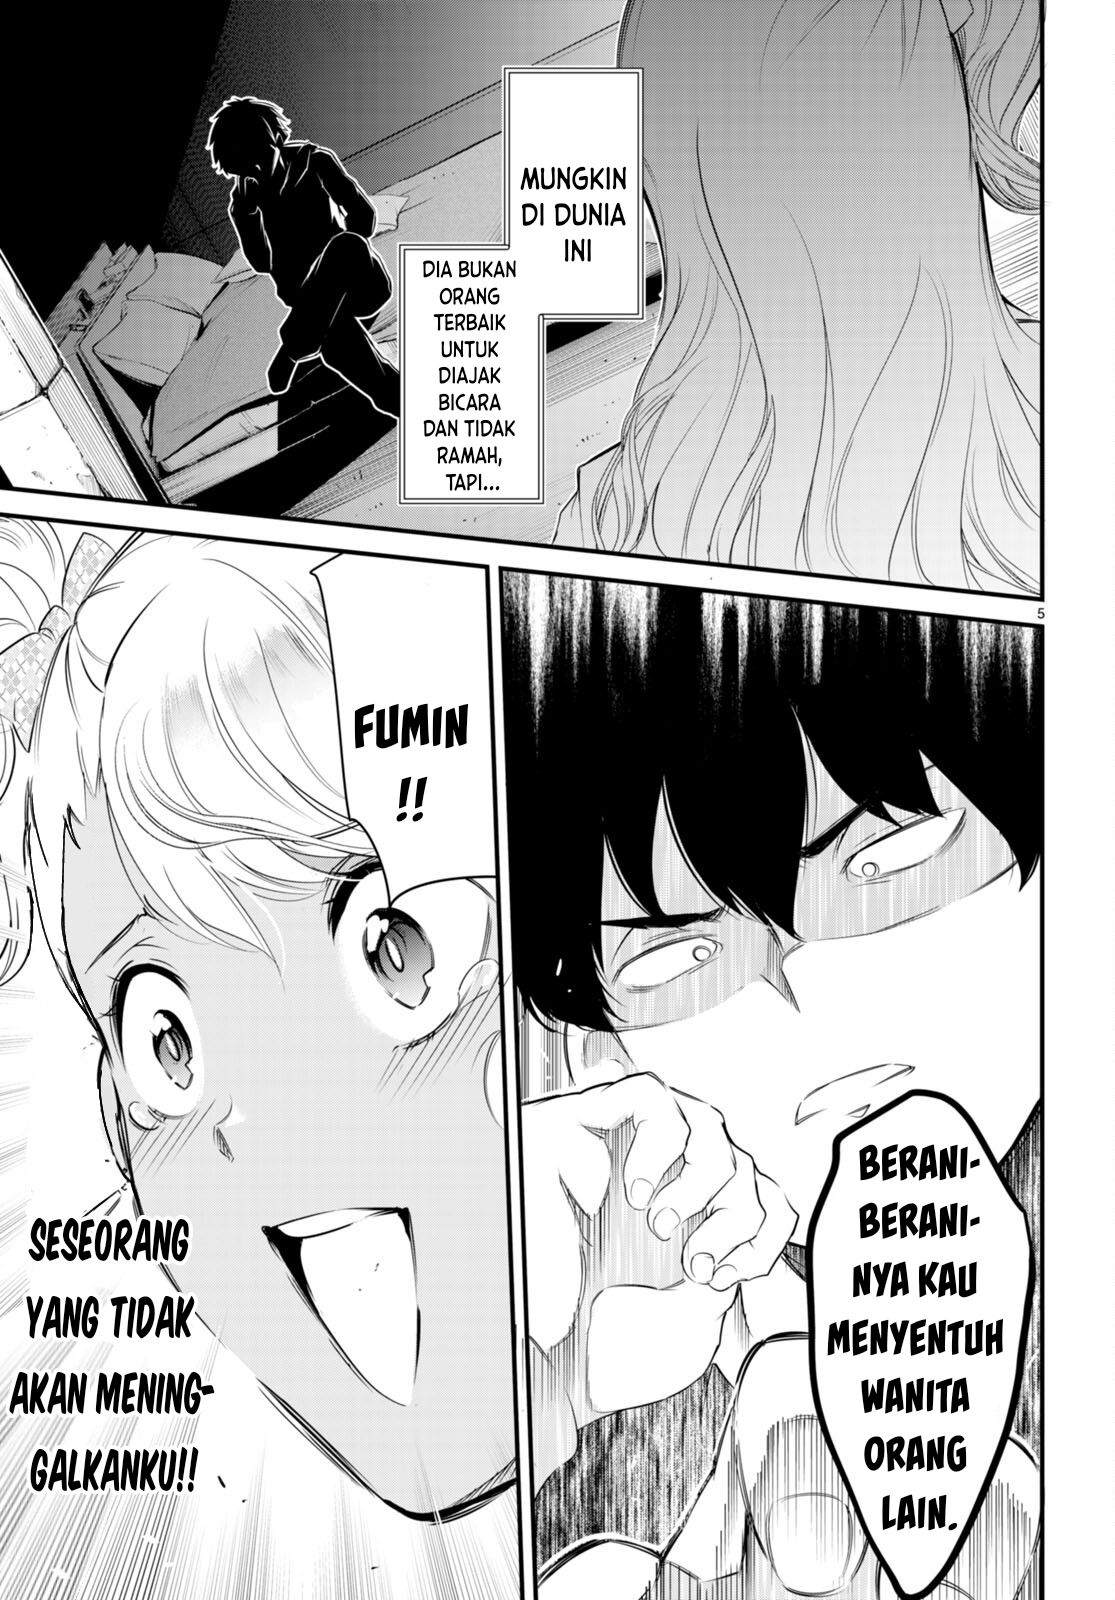 MUNGKIN
DI DUNIA
INI
DIA BUKAN
ORANG
TERBAIK
UNTUK
DIAJAK
BICARA
DAN TIDAK
RAMAH,
TAPI...
5
BERANI-
BERANI-
NYA KAU
MENYENTUH
WANITA
ORANG
LAIN.
FUMIN
!!
SESEORANG
YANG TIDAK
AKAN MENING-
GALKANKU!!